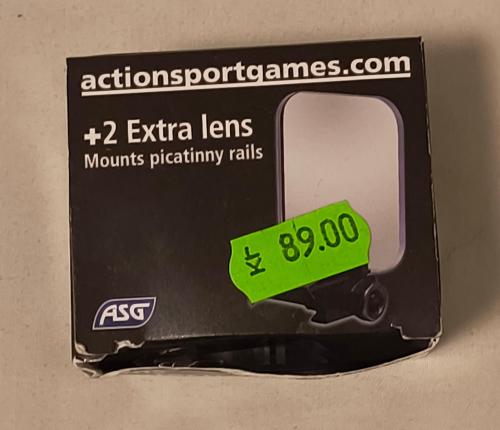 actionsportgames.com
+2 Extra lens
Mounts picatinny rails
kr 89.00
ASG